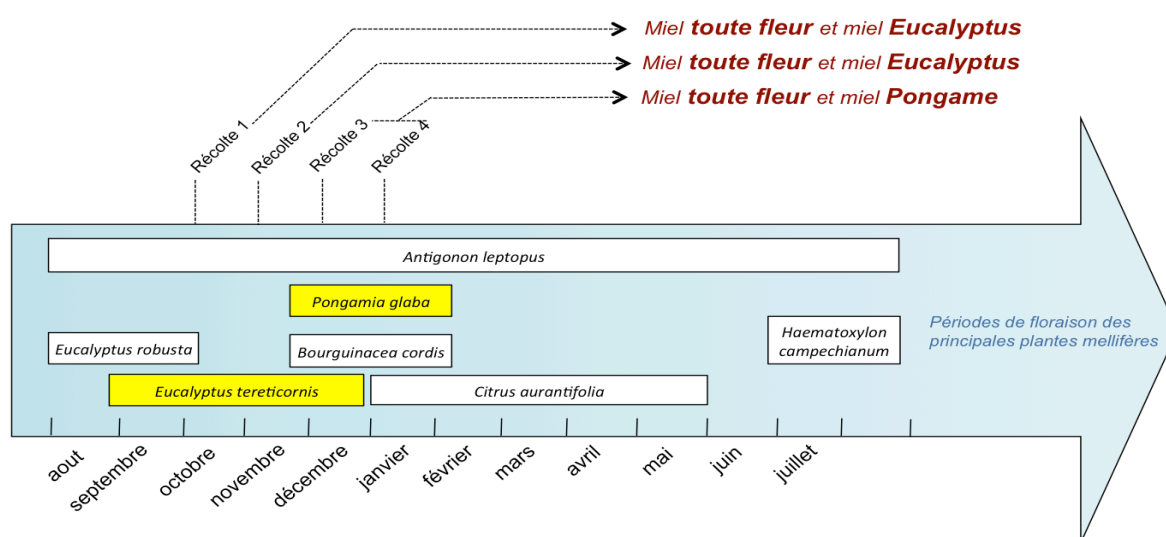 Miel toute fleur et miel Eucalyptus
Miel toute fleur et miel Eucalyptus
Miel toute fleur et miel Pongame
Récolte 1
Récolte 2
Récolte 3
Récolte 4
Antigonon leptopus
Pongamia glaba
Eucalyptus robusta
Bourguinacea cordis
Haematoxylon
campechianum
Périodes de floraison des
principales plantes mellifères
Eucalyptus tereticornis
Citrus aurantifolia
aout
septembre
octobre
novembre
décembre
janvier
février
mars
avril
mai
juin
juillet